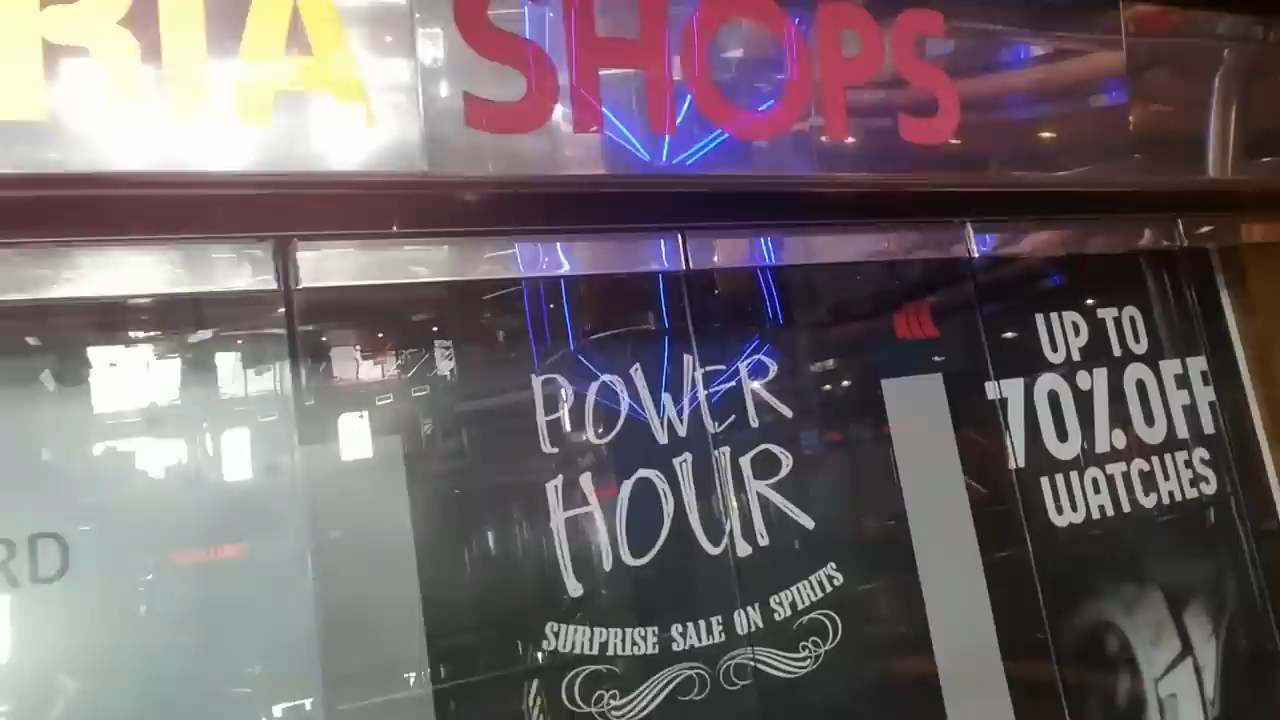 SHOPS
POWER
HOUR
SURPRISE SALE ON SPIRITS
UP TO
70% OFF
WATCHES